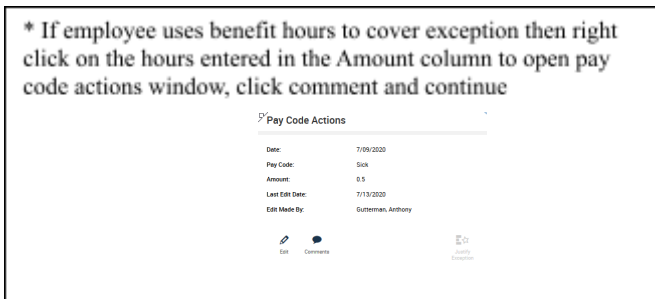 * If employee uses benefit hours to cover exception then right
click on the hours entered in the Amount column to open pay
code actions window, click comment and continue
Pay Code Actions
Date: 7/09/2020
Pay Code: Sick
Amount: 0.5
Last Edit Date: 7/13/2020
Edit Made By: Gutterman, Anthony
Edit Comments Justify
Exception